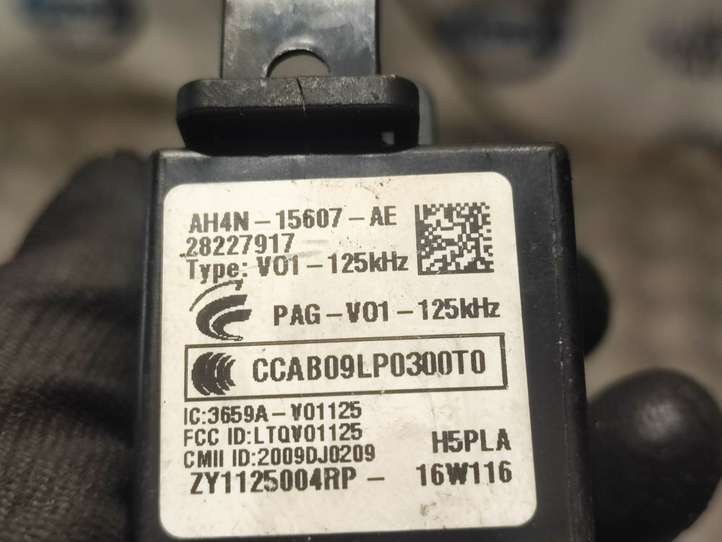 AH4N-15607-AE
28227917
Type: V01-125kHz
PAG-V01-125kHz
CCAB09LP0300T0
IC:3659A-V01125
FCC ID:LTQV01125
CMII ID:2009DJ0209
H5PLA
ZY1125004RP- 16W116